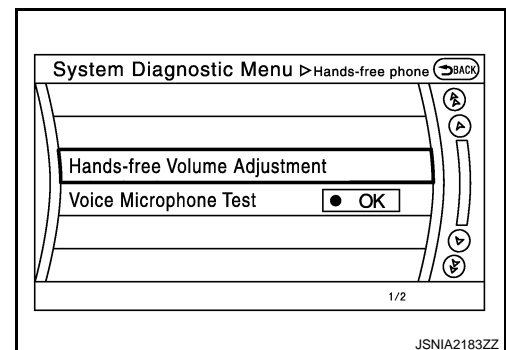 System Diagnostic Menu ▷Hands-free phone
BACK
Hands-free Volume Adjustment
Voice Microphone Test ● OK
1/2
JSNIA2183ZZ